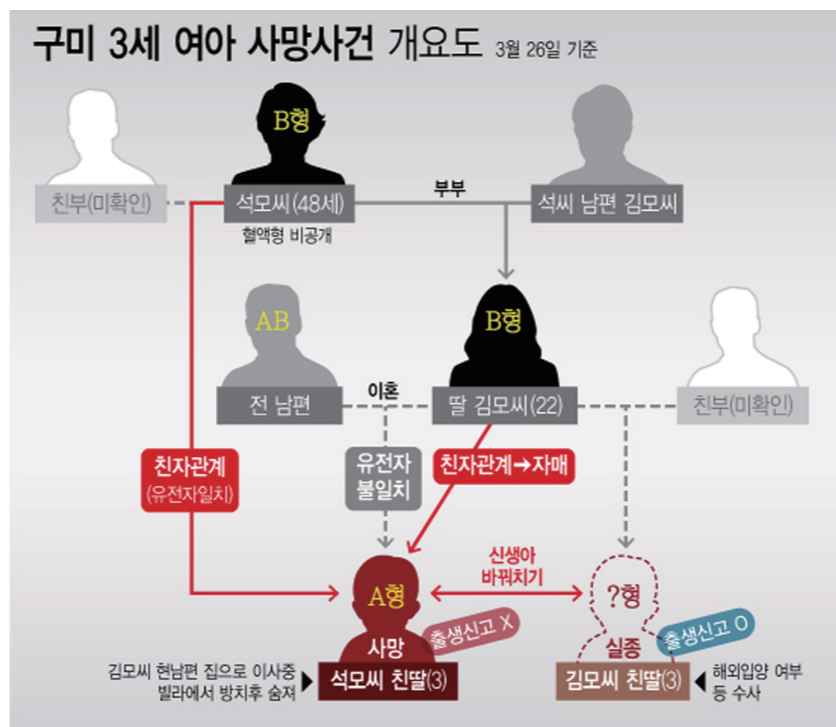 구미 3세 여아 사망사건 개요도 3월 26일 기준
B형
친부(미확인)
석모씨(48세)
부부
석씨 남편 김모씨
혈액형 비공개
AB
B형
전 남편
이혼
딸 김모씨(22)
친부(미확인)
친자관계
(유전자일치)
유전자
불일치
친자관계→자매
신생아
바꿔치기
A형
?형
사망
출생신고 X
실종
출생신고 O
김모씨 현남편 집으로 이사중
빌라에서 방치후 숨져
석모씨 친딸(3)
김모씨 친딸(3)
해외입양 여부
등 수사